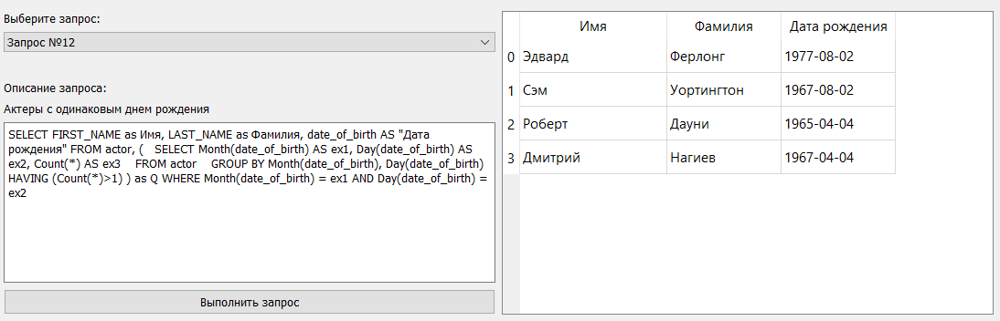 Выберите запрос:
Запрос №12
Описание запроса:
Актеры с одинаковым днем рождения
SELECT FIRST_NAME as Имя, LAST_NAME as Фамилия, date_of_birth AS "Дата
рождения" FROM actor, (   SELECT Month(date_of_birth) AS ex1, Day(date_of_birth) AS
ex2, Count(*) AS ex3    FROM actor    GROUP BY Month(date_of_birth), Day(date_of_birth)
HAVING (Count(*)>1) ) as Q WHERE Month(date_of_birth) = ex1 AND Day(date_of_birth) =
ex2
Выполнить запрос
Имя Фамилия Дата рождения
0 Эдвард Ферлонг 1977-08-02
1 Сэм Уортингтон 1967-08-02
2 Роберт Дауни 1965-04-04
3 Дмитрий Нагиев 1967-04-04